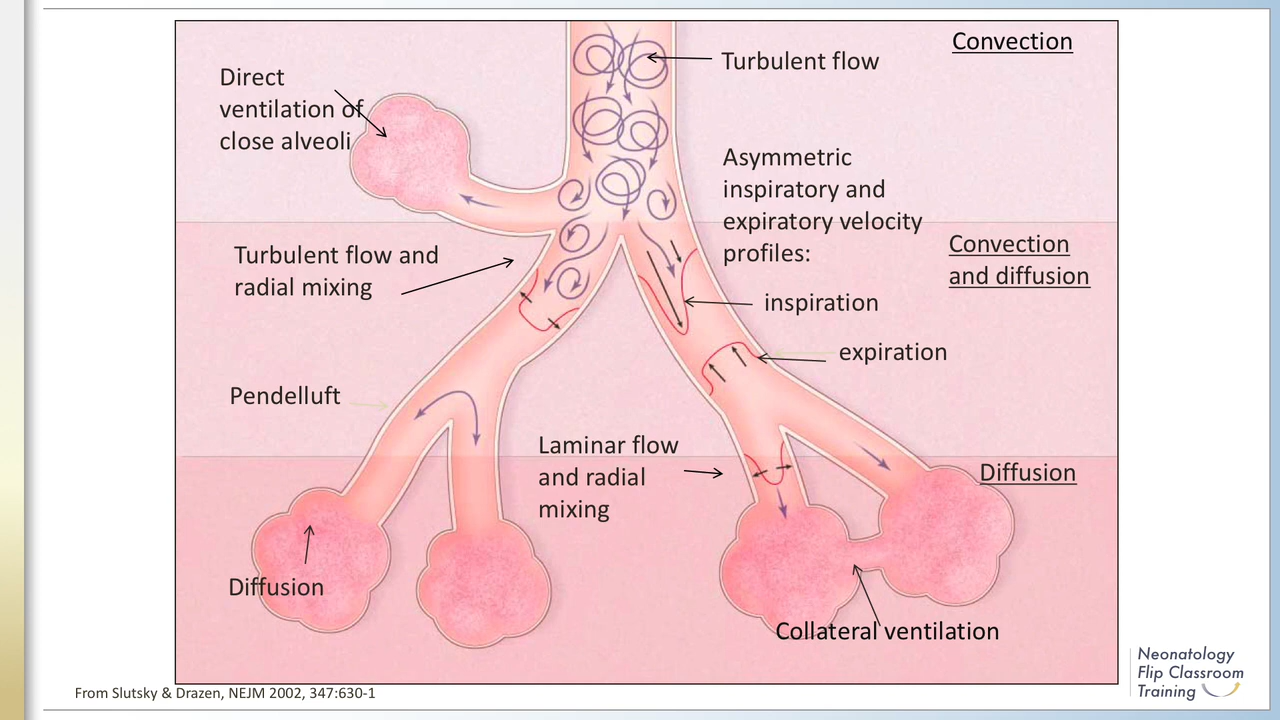 Convection
Turbulent flow
Direct
ventilation of
close alveoli
Asymmetric
inspiratory and
expiratory velocity
profiles:
Turbulent flow and
radial mixing
Convection
and diffusion
inspiration
expiration
Pendelluft
Laminar flow
and radial
mixing
Diffusion
Diffusion
Collateral ventilation
Neonatology
Flip Classroom
Training
From Slutsky & Drazen, NEJM 2002, 347:630-1